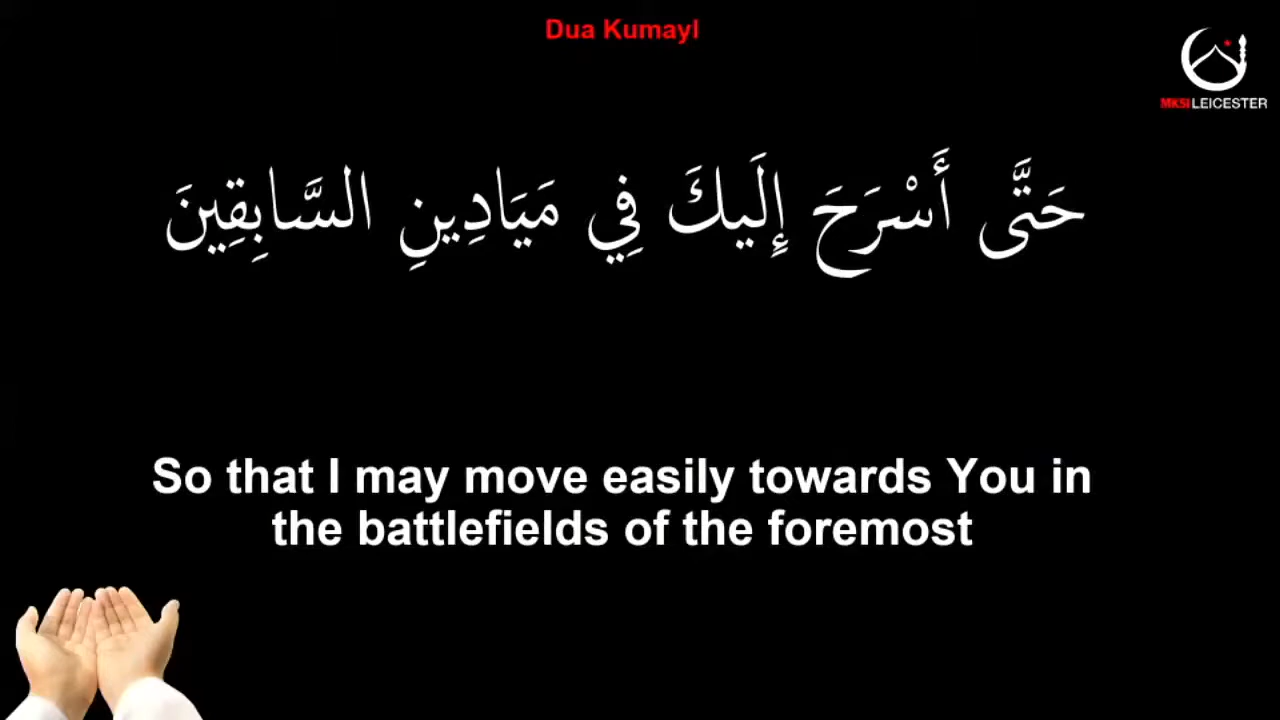 Dua Kumayl
MKSI LEICESTER
حَتَّى أَسْرَحَ إِلَيكَ فِي مَيَادِينِ السَّابِقِينَ
So that I may move easily towards You in
the battlefields of the foremost